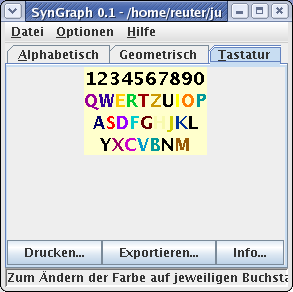 SynGraph 0.1 - /home/reuter/ju
Datei Optionen Hilfe
Alphabetisch Geometrisch Tastatur
1234567890
QWERTZUIOP
ASDFGHJKL
YXCVBNM
Drucken... Exportieren... Info...
Zum Ändern der Farbe auf jeweiligen Buchsta